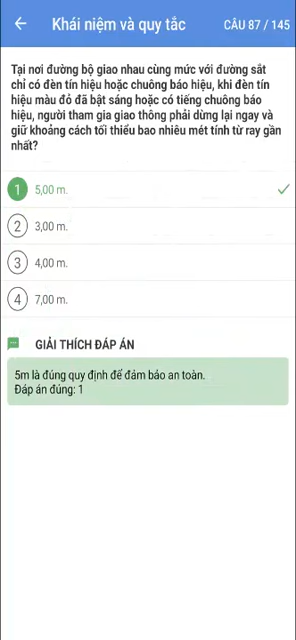 Khái niệm và quy tắc
CÂU 87 / 145
Tại nơi đường bộ giao nhau cùng mức với đường sắt
chỉ có đèn tín hiệu hoặc chuông báo hiệu, khi đèn tín
hiệu màu đỏ đã bật sáng hoặc có tiếng chuông báo
hiệu, người tham gia giao thông phải dừng lại ngay và
giữ khoảng cách tối thiểu bao nhiêu mét tính từ ray gần
nhất?
1 5,00 m.
2 3,00 m.
3 4,00 m.
4 7,00 m.
GIẢI THÍCH ĐÁP ÁN
5m là đúng quy định để đảm bảo an toàn.
Đáp án đúng: 1